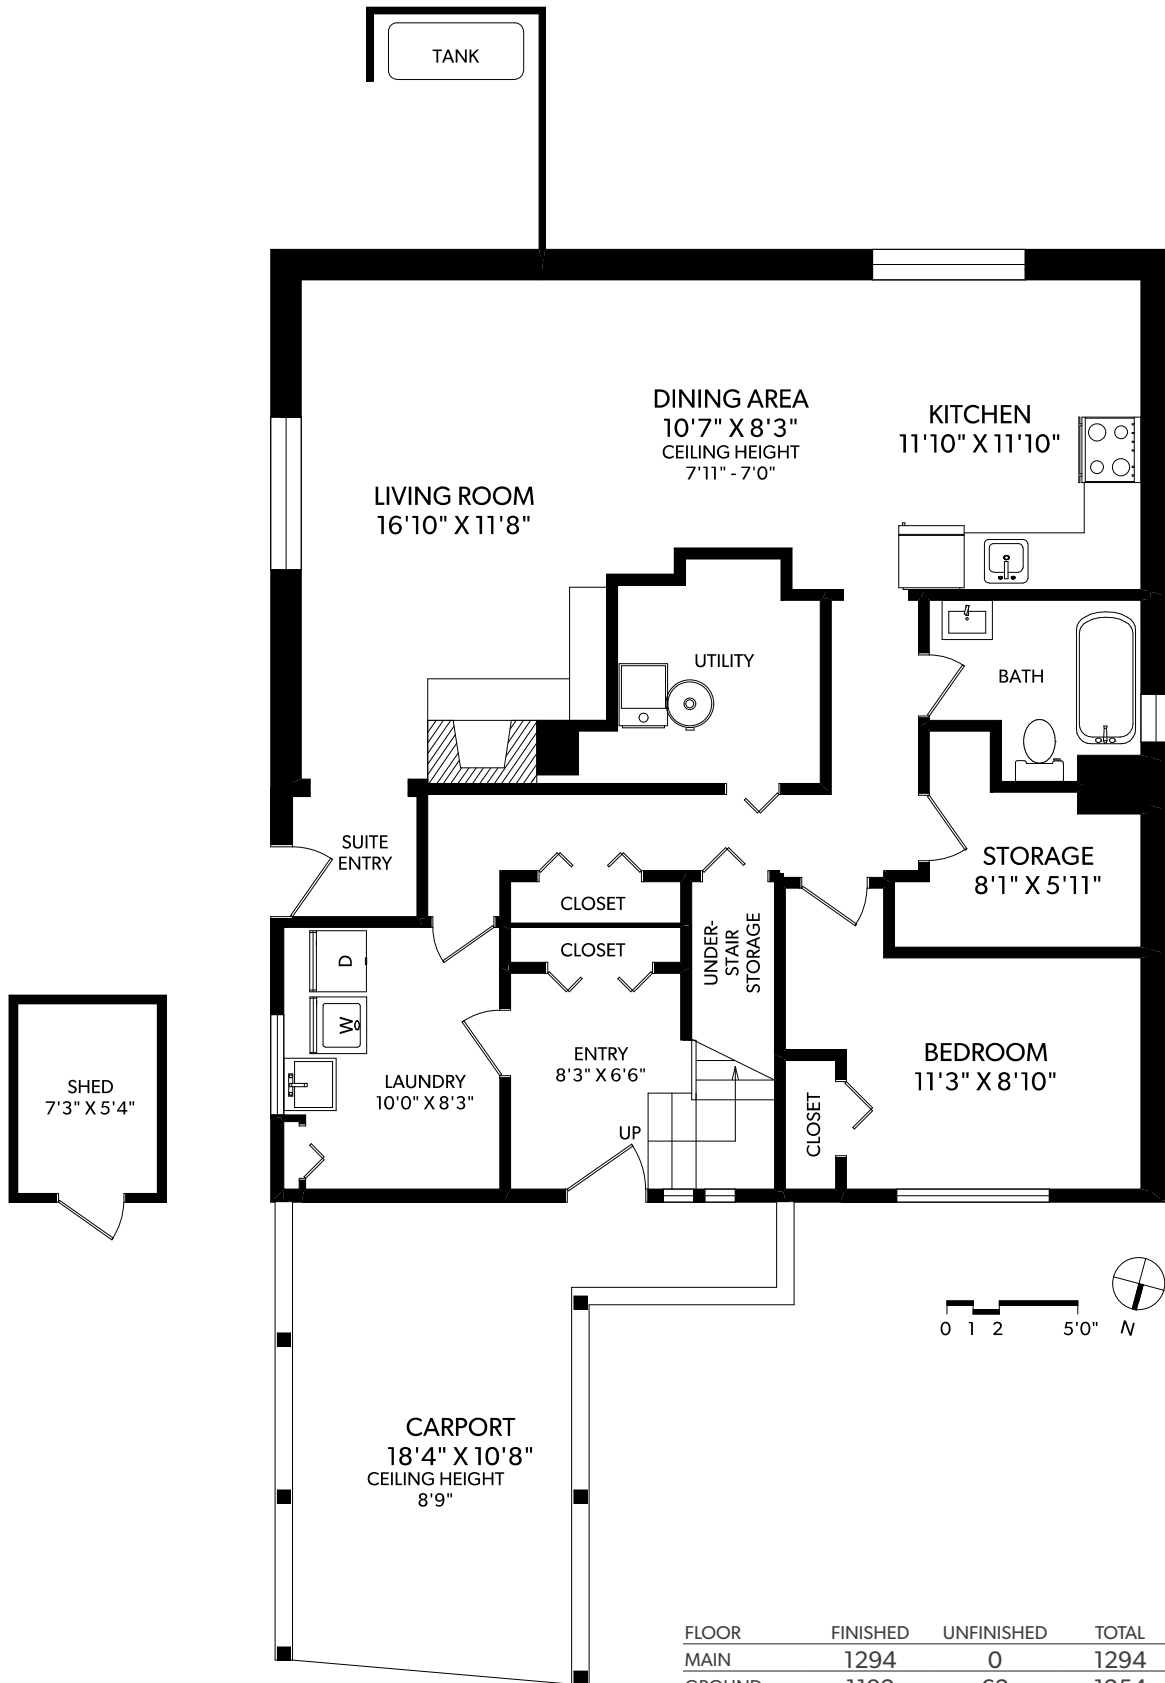 TANK
DINING AREA
10'7" X 8'3"
CEILING HEIGHT
7'11" - 7'0"
KITCHEN
11'10" X 11'10"
LIVING ROOM
16'10" X 11'8"
UTILITY
BATH
SUITE
ENTRY
STORAGE
8'1" X 5'11"
CLOSET
CLOSET
UNDER-
STAIR
STORAGE
D
W
LAUNDRY
10'0" X 8'3"
ENTRY
8'3" X 6'6"
UP
BEDROOM
11'3" X 8'10"
CLOSET
SHED
7'3" X 5'4"
0 1 2 5'0" N
CARPORT
18'4" X 10'8"
CEILING HEIGHT
8'9"
FLOOR FINISHED UNFINISHED TOTAL
MAIN 1294 0 1294